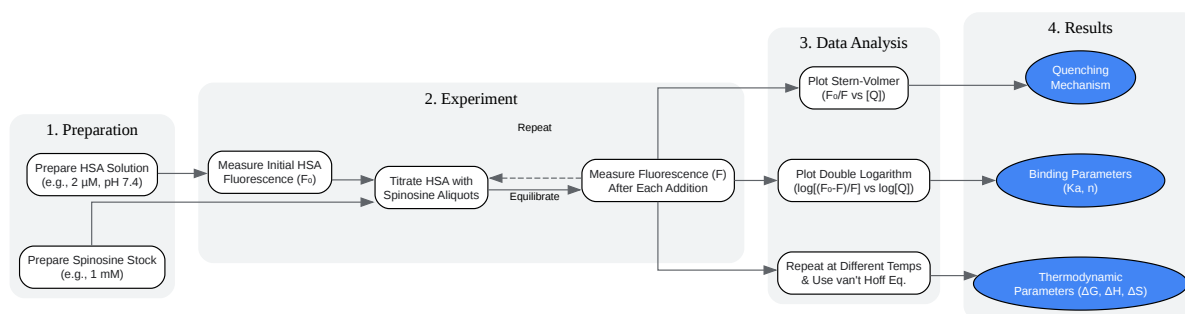 1. Preparation
Prepare HSA Solution
(e.g., 2 µM, pH 7.4)
Prepare Spinosine Stock
(e.g., 1 mM)
2. Experiment
Measure Initial HSA
Fluorescence (F₀)
Titrate HSA with
Spinosine Aliquots
Repeat
Equilibrate
Measure Fluorescence (F)
After Each Addition
3. Data Analysis
Plot Stern-Volmer
(F₀/F vs [Q])
Plot Double Logarithm
(log[(F₀-F)/F] vs log[Q])
Repeat at Different Temps
& Use van't Hoff Eq.
4. Results
Quenching
Mechanism
Binding Parameters
(Ka, n)
Thermodynamic
Parameters (ΔG, ΔH, ΔS)